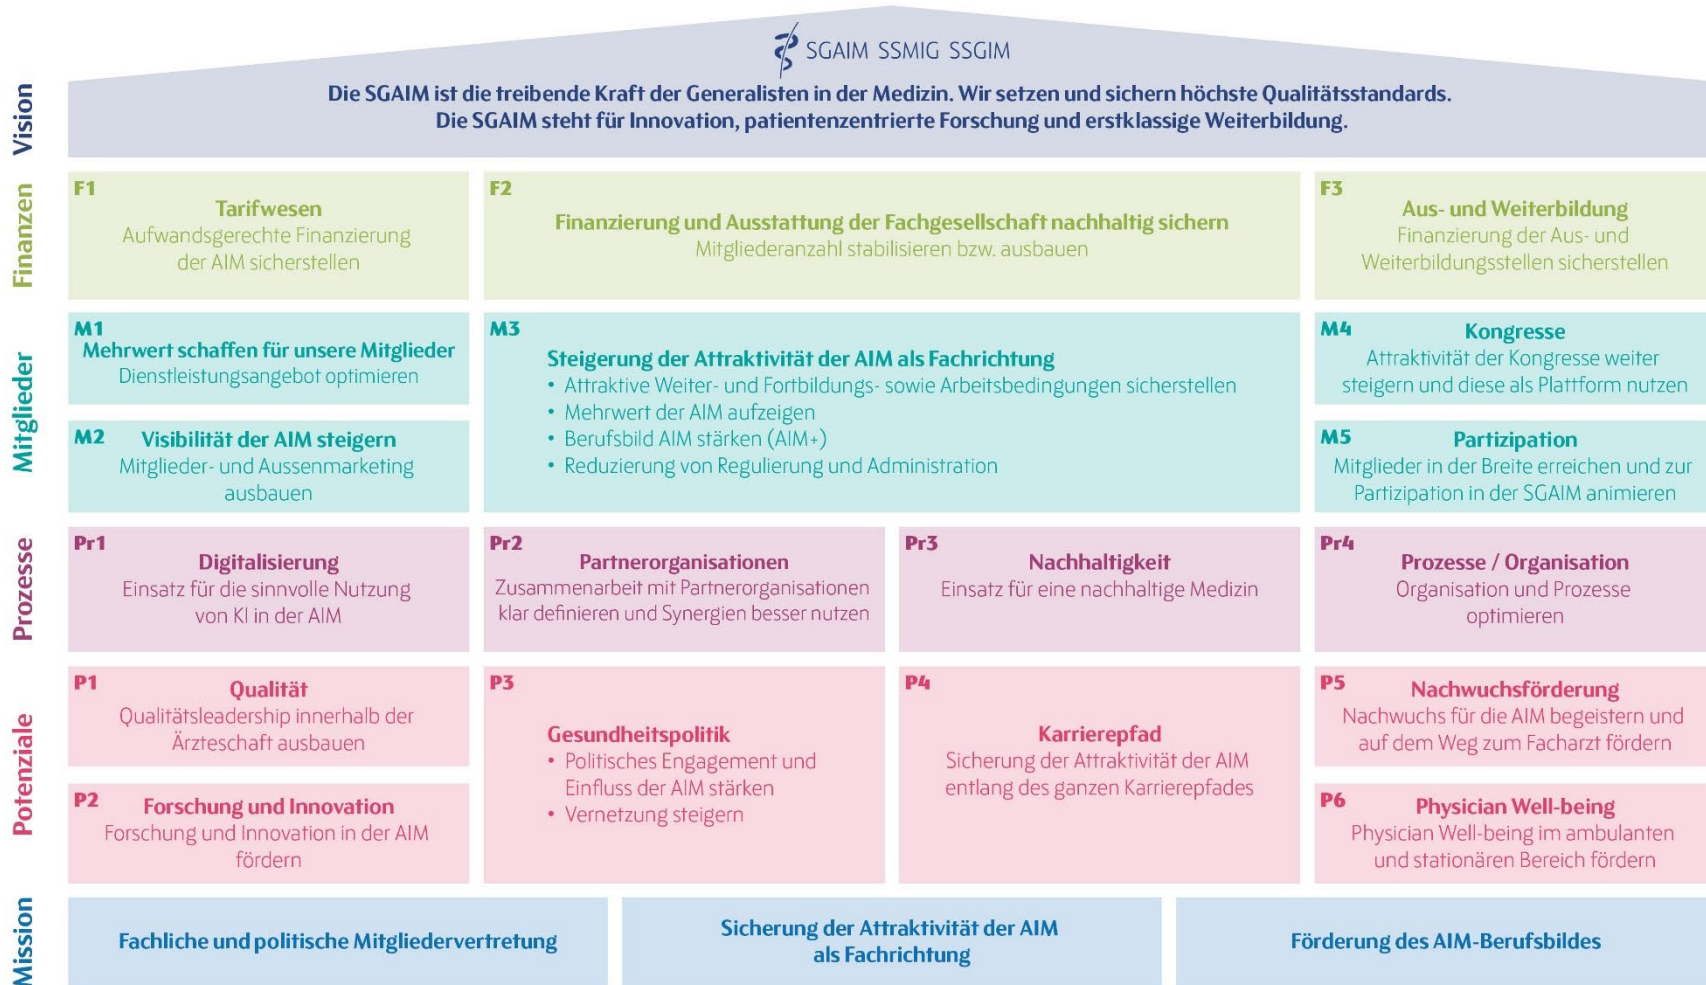 SGAIM SSMIG SSGIM
Vision
Die SGAIM ist die treibende Kraft der Generalisten in der Medizin. Wir setzen und sichern höchste Qualitätsstandards.
Die SGAIM steht für Innovation, patientenzentrierte Forschung und erstklassige Weiterbildung.
Finanzen
F1
Tarifwesen
Aufwandsgerechte Finanzierung
der AIM sicherstellen
F2
Finanzierung und Ausstattung der Fachgesellschaft nachhaltig sichern
Mitgliederanzahl stabilisieren bzw. ausbauen
F3
Aus- und Weiterbildung
Finanzierung der Aus- und
Weiterbildungsstellen sicherstellen
Mitglieder
M1
Mehrwert schaffen für unsere Mitglieder
Dienstleistungsangebot optimieren
M2
Visibilität der AIM steigern
Mitglieder- und Aussenmarketing
ausbauen
M3
Steigerung der Attraktivität der AIM als Fachrichtung
• Attraktive Weiter- und Fortbildungs- sowie Arbeitsbedingungen sicherstellen
• Mehrwert der AIM aufzeigen
• Berufsbild AIM stärken (AIM+)
• Reduzierung von Regulierung und Administration
M4
Kongresse
Attraktivität der Kongresse weiter
steigern und diese als Plattform nutzen
M5
Partizipation
Mitglieder in der Breite erreichen und zur
Partizipation in der SGAIM animieren
Prozesse
Pr1
Digitalisierung
Einsatz für die sinnvolle Nutzung
von KI in der AIM
Pr2
Partnerorganisationen
Zusammenarbeit mit Partnerorganisationen
klar definieren und Synergien besser nutzen
Pr3
Nachhaltigkeit
Einsatz für eine nachhaltige Medizin
Pr4
Prozesse / Organisation
Organisation und Prozesse
optimieren
Potenziale
P1
Qualität
Qualitätsleadership innerhalb der
Ärzteschaft ausbauen
P2
Forschung und Innovation
Forschung und Innovation in der AIM
fördern
P3
Gesundheitspolitik
• Politisches Engagement und
Einfluss der AIM stärken
• Vernetzung steigern
P4
Karrierepfad
Sicherung der Attraktivität der AIM
entlang des ganzen Karrierepfades
P5
Nachwuchsförderung
Nachwuchs für die AIM begeistern und
auf dem Weg zum Facharzt fördern
P6
Physician Well-being
Physician Well-being im ambulanten
und stationären Bereich fördern
Mission
Fachliche und politische Mitgliedervertretung
Sicherung der Attraktivität der AIM
als Fachrichtung
Förderung des AIM-Berufsbildes